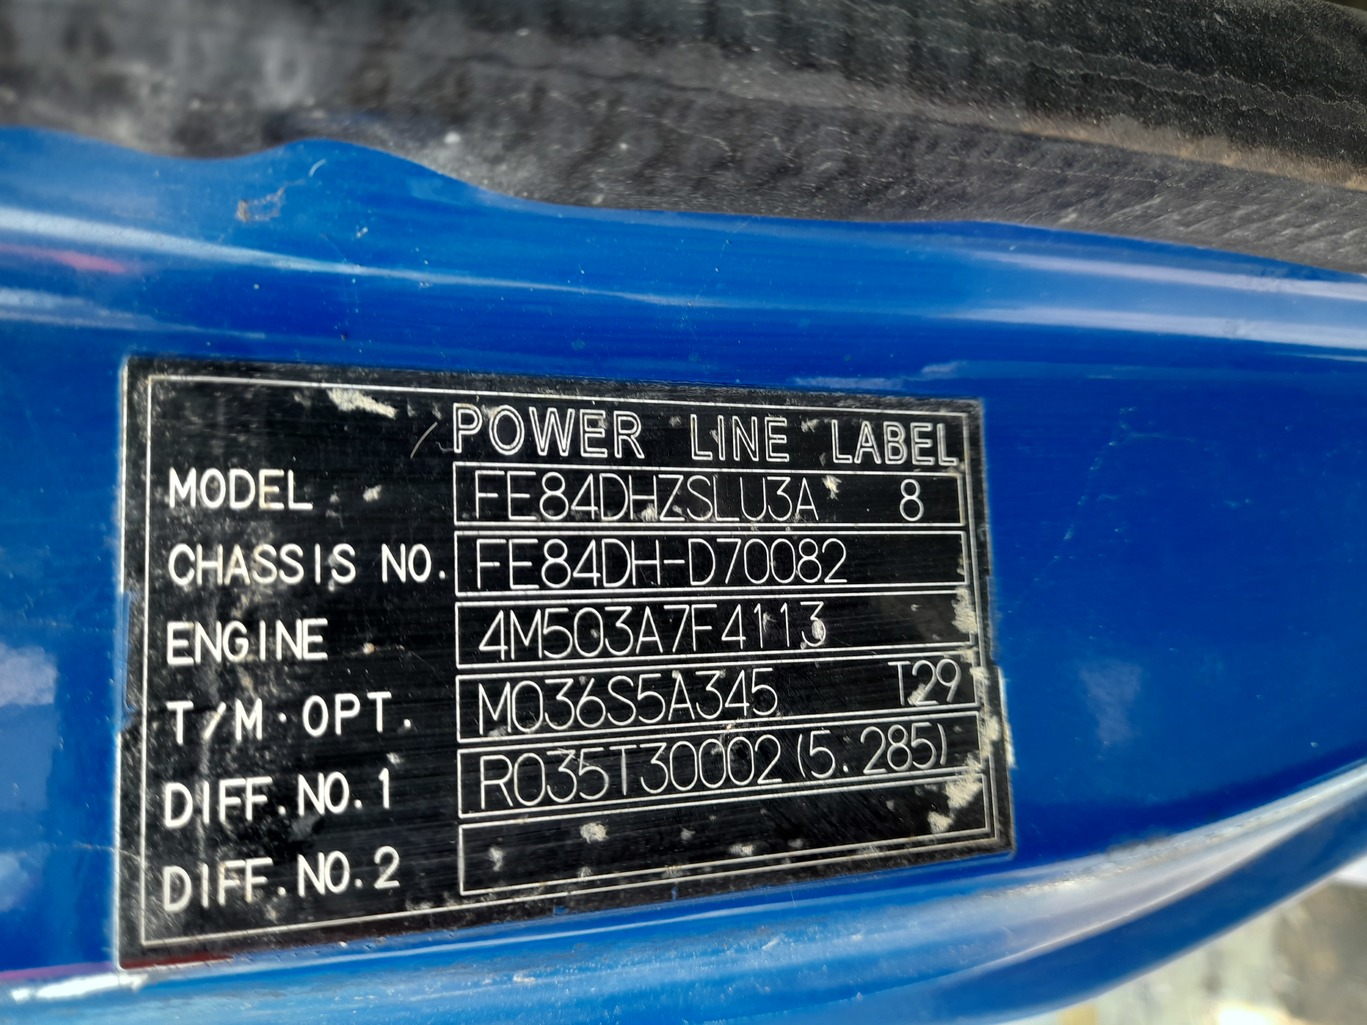 POWER LINE LABEL
MODEL FE84DHZSLU3A 8
CHASSIS NO. FE84DH-D70082
ENGINE 4M503A7F4113
T/M・OPT. M036S5A345 T29
DIFF.NO.1 R035T30002(5.285)
DIFF.NO.2